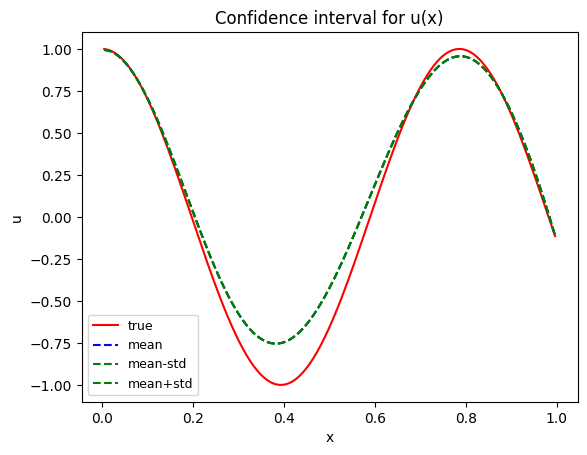 Confidence interval for u(x)
1.00
0.75
0.50
0.25
0.00
−0.25
−0.50
−0.75
−1.00
u
true
mean
mean-std
mean+std
0.0 0.2 0.4 0.6 0.8 1.0
x